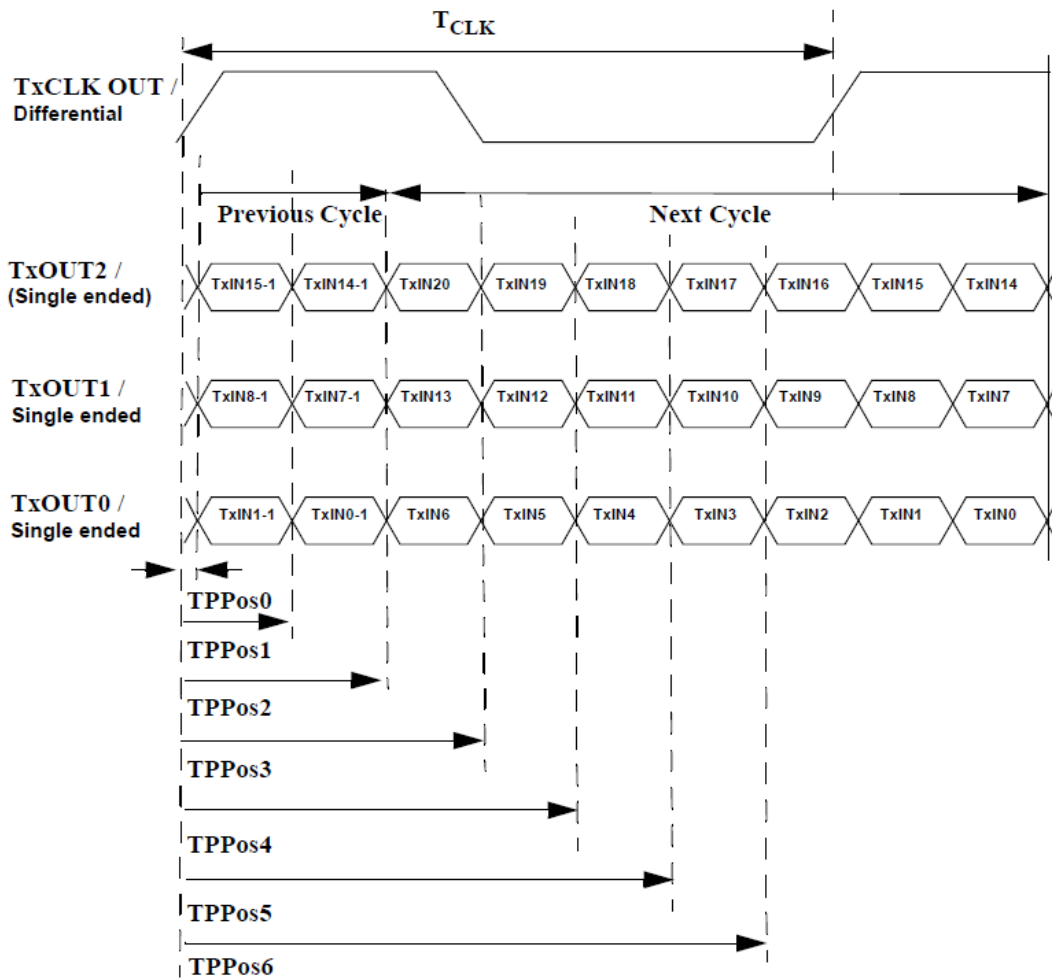 TCLK
TxCLK OUT /
Differential
Previous Cycle
Next Cycle
TxOUT2 /
(Single ended)
TxIN15-1 TxIN14-1 TxIN20 TxIN19 TxIN18 TxIN17 TxIN16 TxIN15 TxIN14
TxOUT1 /
Single ended
TxIN8-1 TxIN7-1 TxIN13 TxIN12 TxIN11 TxIN10 TxIN9 TxIN8 TxIN7
TxOUT0 /
Single ended
TxIN1-1 TxIN0-1 TxIN6 TxIN5 TxIN4 TxIN3 TxIN2 TxIN1 TxIN0
TPPos0
TPPos1
TPPos2
TPPos3
TPPos4
TPPos5
TPPos6